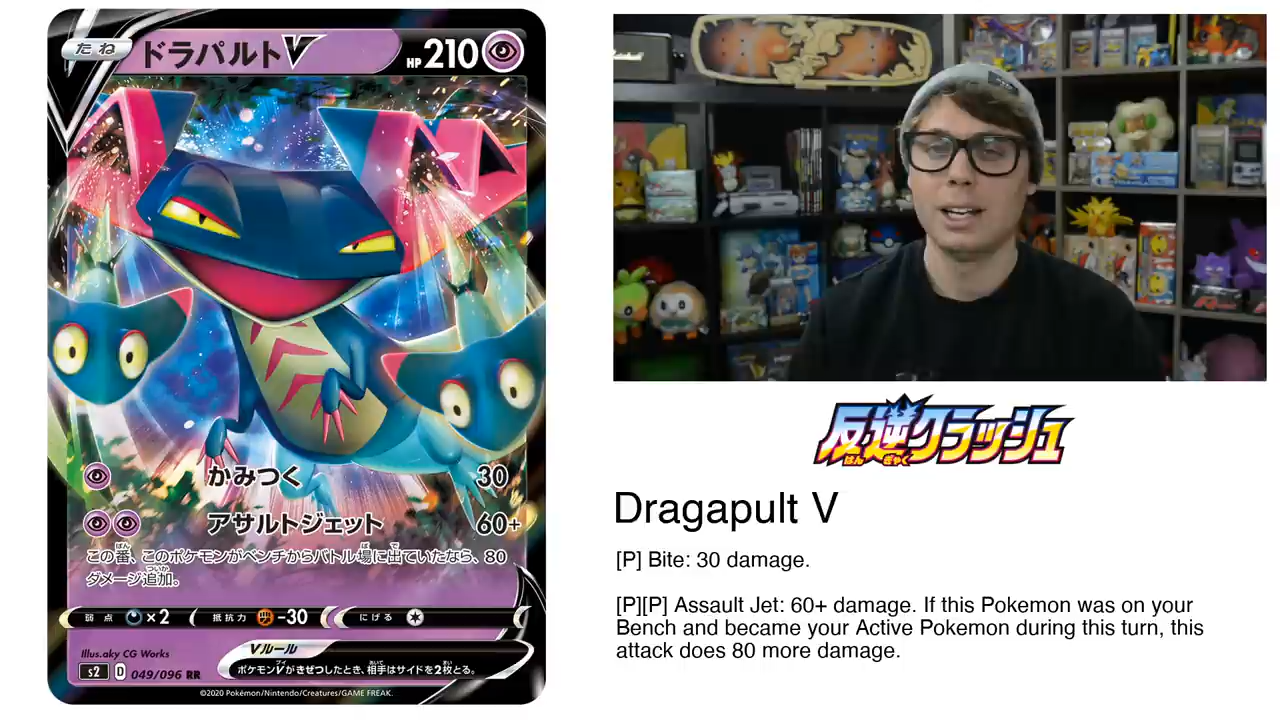 たね
ドラパルトV
HP 210
かみつく 30
アサルトジェット 60+
この番、このポケモンがベンチからバトル場に出ていたなら、80
ダメージ追加。
弱点 ×2 抵抗力 -30 にげる
Illus.aky CG Works
Vルール
ポケモンVがきぜつしたとき、相手はサイドを2枚とる。
s2 D 049/096 RR
©2020 Pokémon/Nintendo/Creatures/GAME FREAK.
反逆クラッシュ
Dragapult V
[P] Bite: 30 damage.
[P][P] Assault Jet: 60+ damage. If this Pokemon was on your
Bench and became your Active Pokemon during this turn, this
attack does 80 more damage.